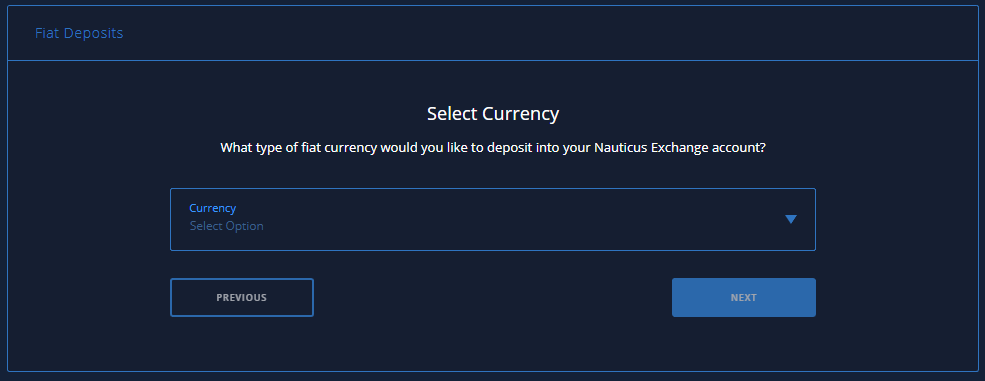 Fiat Deposits
Select Currency
What type of fiat currency would you like to deposit into your Nauticus Exchange account?
Currency
Select Option
PREVIOUS
NEXT